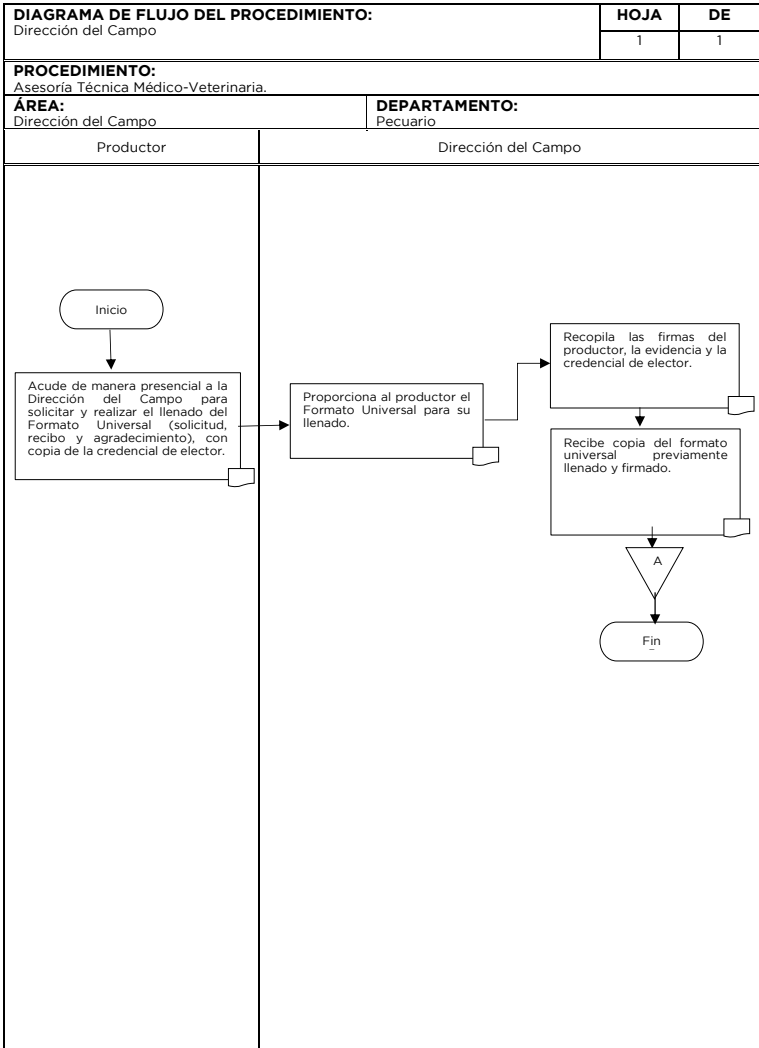 DIAGRAMA DE FLUJO DEL PROCEDIMIENTO:
Dirección del Campo
HOJA DE
1 1
PROCEDIMIENTO:
Asesoría Técnica Médico-Veterinaria.
ÁREA:
Dirección del Campo
DEPARTAMENTO:
Pecuario
Productor
Dirección del Campo
Inicio
Acude de manera presencial a la
Dirección del Campo para
solicitar y realizar el llenado del
Formato Universal (solicitud,
recibo y agradecimiento), con
copia de la credencial de elector.
Proporciona al productor el
Formato Universal para su
llenado.
Recopila las firmas del
productor, la evidencia y la
credencial de elector.
Recibe copia del formato
universal previamente
llenado y firmado.
A
Fin